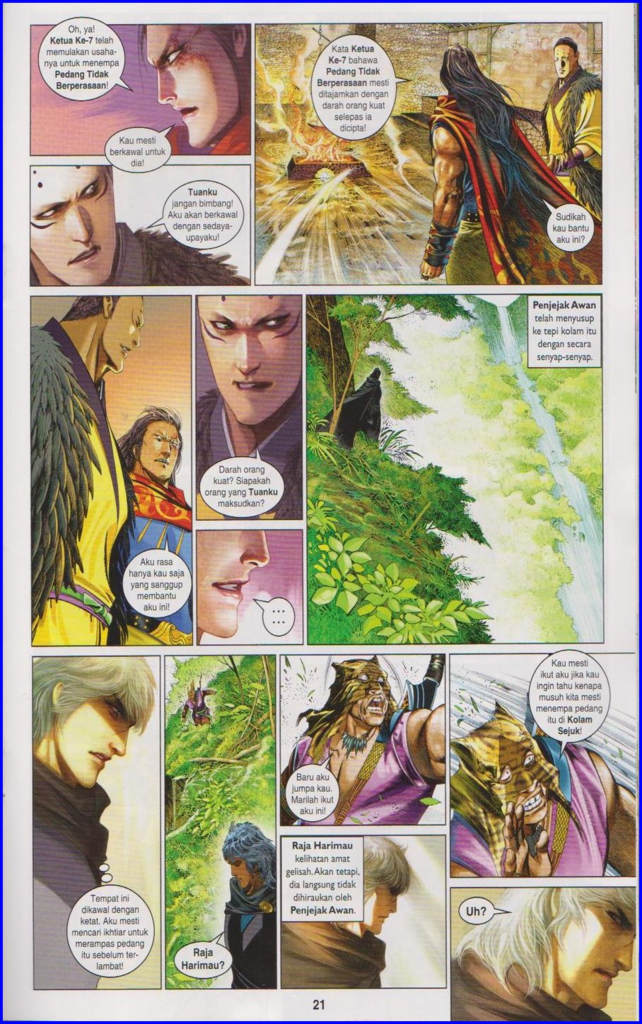 Oh, ya!
Ketua Ke-7 telah
memulakan usaha-
nya untuk menempa
Pedang Tidak
Berperasaan!
Kau mesti
berkawal untuk
dia!
Kata Ketua
Ke-7 bahawa
Pedang Tidak
Berperasaan mesti
ditajamkan dengan
darah orang kuat
selepas ia
dicipta!
Tuanku
jangan bimbang!
Aku akan berkawal
dengan sedaya-
upayaku!
Sudikah
kau bantu
aku ini?
Darah orang
kuat? Siapakah
orang yang Tuanku
maksudkan?
Aku rasa
hanya kau saja
yang sanggup
membantu
aku ini!
...
...
Penjejak Awan
telah menyusup
ke tepi kolam itu
dengan secara
senyap-senyap.
Tempat ini
dikawal dengan
ketat. Aku mesti
mencari ikhtiar untuk
merampas pedang
itu sebelum ter-
lambat!
Raja
Harimau?
Baru aku
jumpa kau.
Marilah ikut
aku ini!
Raja Harimau
kelihatan amat
gelisah. Akan tetapi,
dia langsung tidak
dihiraukan oleh
Penjejak Awan.
Kau mesti
ikut aku jika kau
ingin tahu kenapa
musuh kita mesti
menempa pedang
di Kolam
Sejuk!
Uh?
21